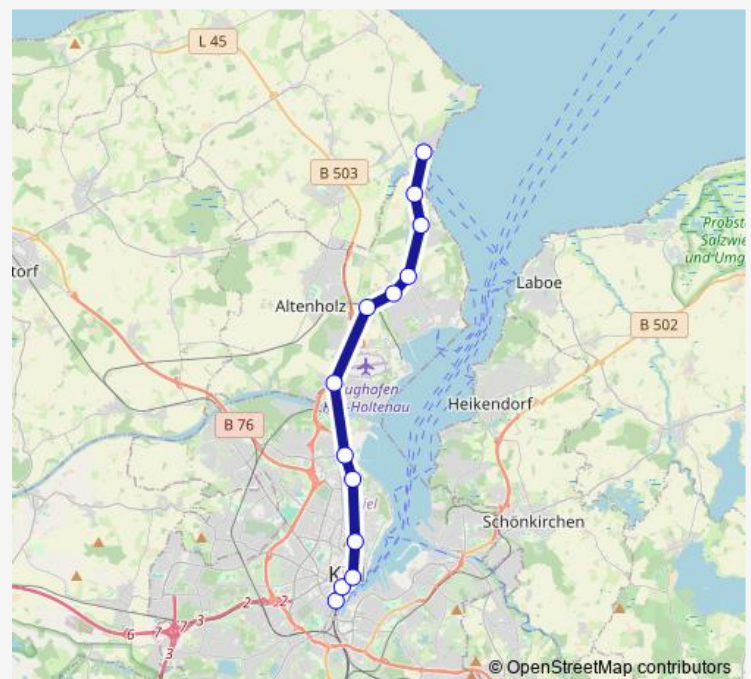 L 45
B 503
Probst
Salzwie
und Umg
torf
Laboe
Altenholz
B 502
ughafen
-Holtenau
Heikendorf
B 76
iel
Schönkirchen
K
2
2
3
7
7
6
3
© OpenStreetMap contributors